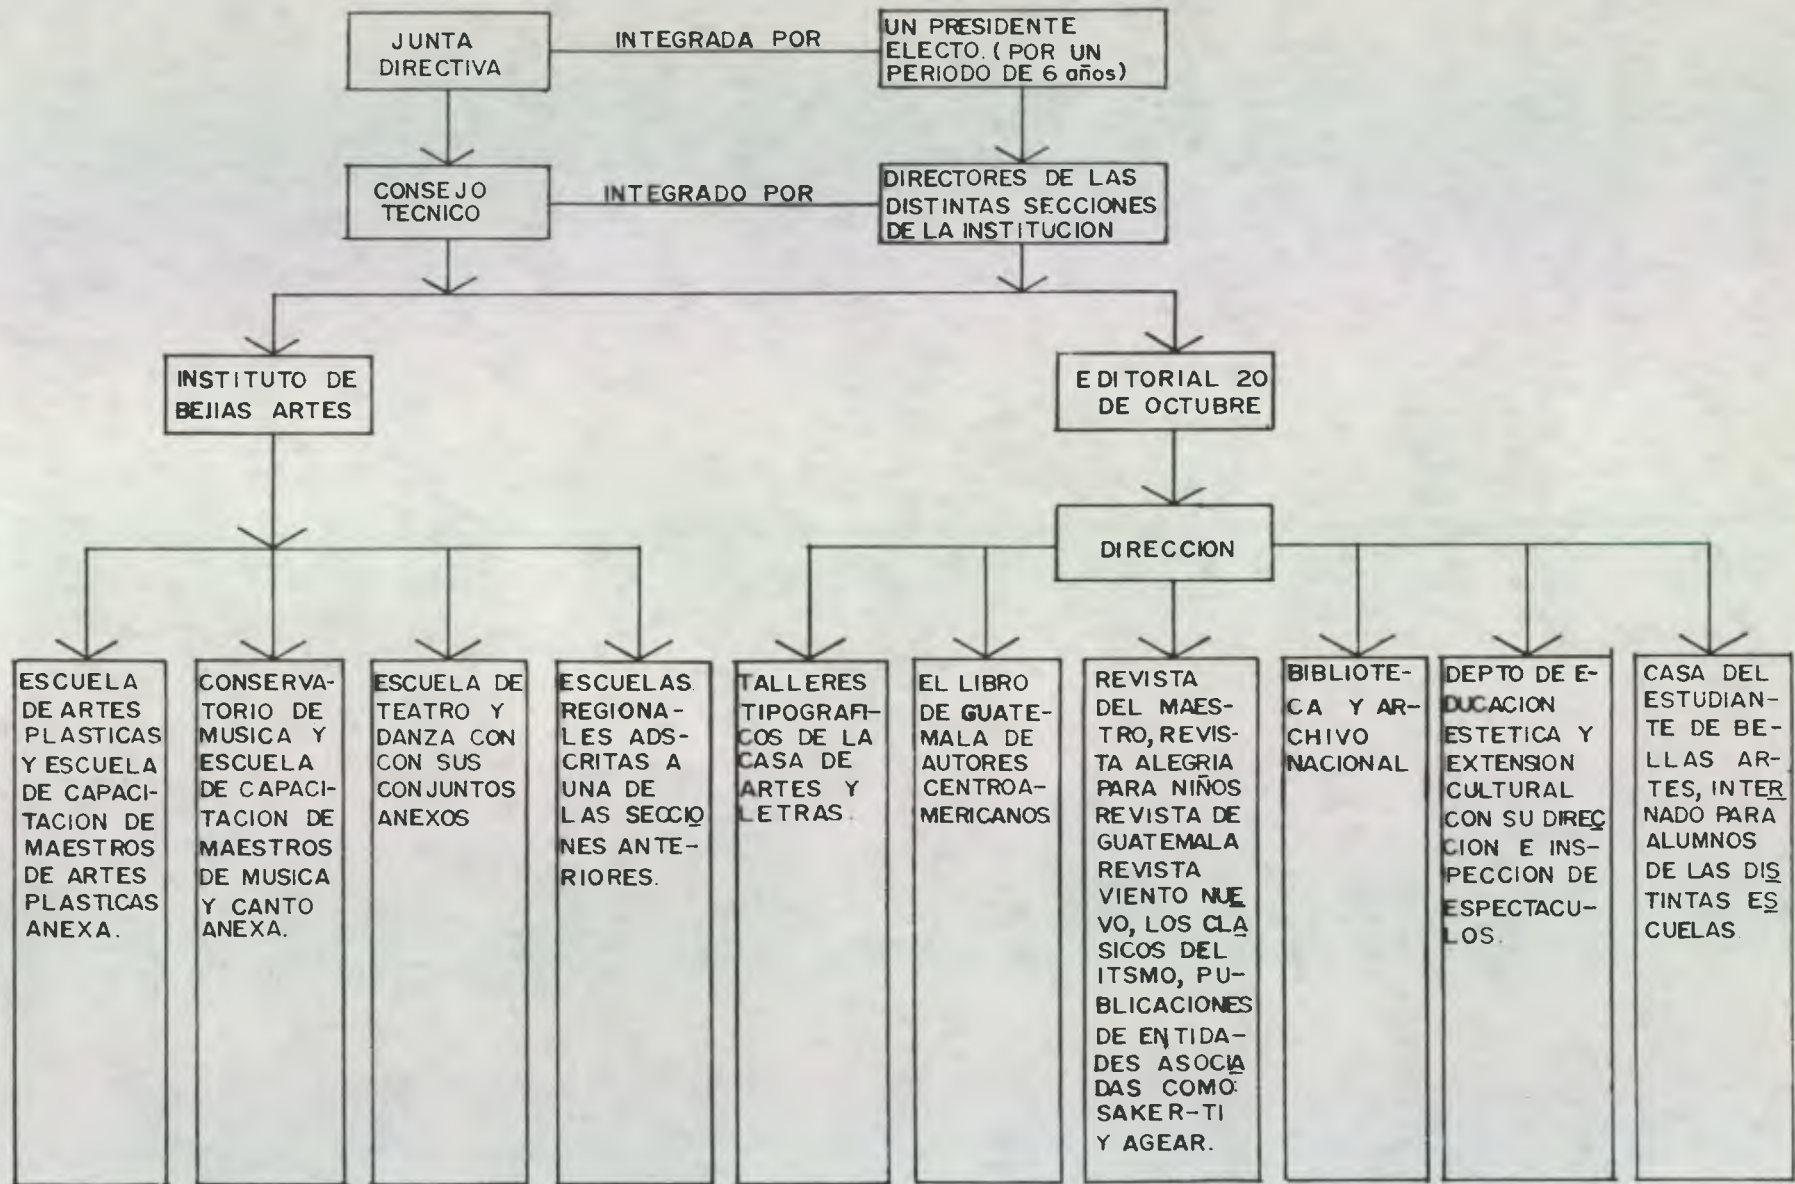 JUNTA
DIRECTIVA
INTEGRADA POR
UN PRESIDENTE
ELECTO. (POR UN
PERIODO DE 6 años)
CONSEJO
TECNICO
INTEGRADO POR
DIRECTORES DE LAS
DISTINTAS SECCIONES
DE LA INSTITUCION
INSTITUTO DE
BEJIAS ARTES
EDITORIAL 20
DE OCTUBRE
DIRECCION
ESCUELA
DE ARTES
PLASTICAS
Y ESCUELA
DE CAPACI-
TACION DE
MAESTROS
DE ARTES
PLASTICAS
ANEXA.
CONSERVA-
TORIO DE
MUSICA Y
ESCUELA
DE CAPACI-
TACION DE
MAESTROS
DE MUSICA
Y CANTO
ANEXA.
ESCUELA DE
TEATRO Y
DANZA CON
CON SUS
CONJUNTOS
ANEXOS
ESCUELAS.
REGIONA-
LES ADS-
CRITAS A
UNA DE
LAS SECCIO
NES ANTE-
RIORES.
TALLERES
TIPOGRAFI-
COS DE LA
CASA DE
ARTES Y
LETRAS.
EL LIBRO
DE GUATE-
MALA DE
AUTORES
CENTROA-
MERICANOS
REVISTA
DEL MAES-
TRO, REVIS-
TA ALEGRIA
PARA NIÑOS
REVISTA DE
GUATEMALA
REVISTA
VIENTO NUE
VO, LOS CLA
SICOS DEL
ITSMO, PU-
BLICACIONES
DE ENTIDA-
DES ASOCIA
DAS COMO:
SAKER-TI
Y AGEAR.
BIBLIOTE-
CA Y AR-
CHIVO
NACIONAL
DEPTO DE E-
DUCACION
ESTETICA Y
EXTENSION
CULTURAL
CON SU DIREC
CION E INS-
PECCION DE
ESPECTACU-
LOS.
CASA DEL
ESTUDIAN-
TE DE BE-
LLAS AR-
TES, INTER
NADO PARA
ALUMNOS
DE LAS DIS
TINTAS ES
CUELAS.